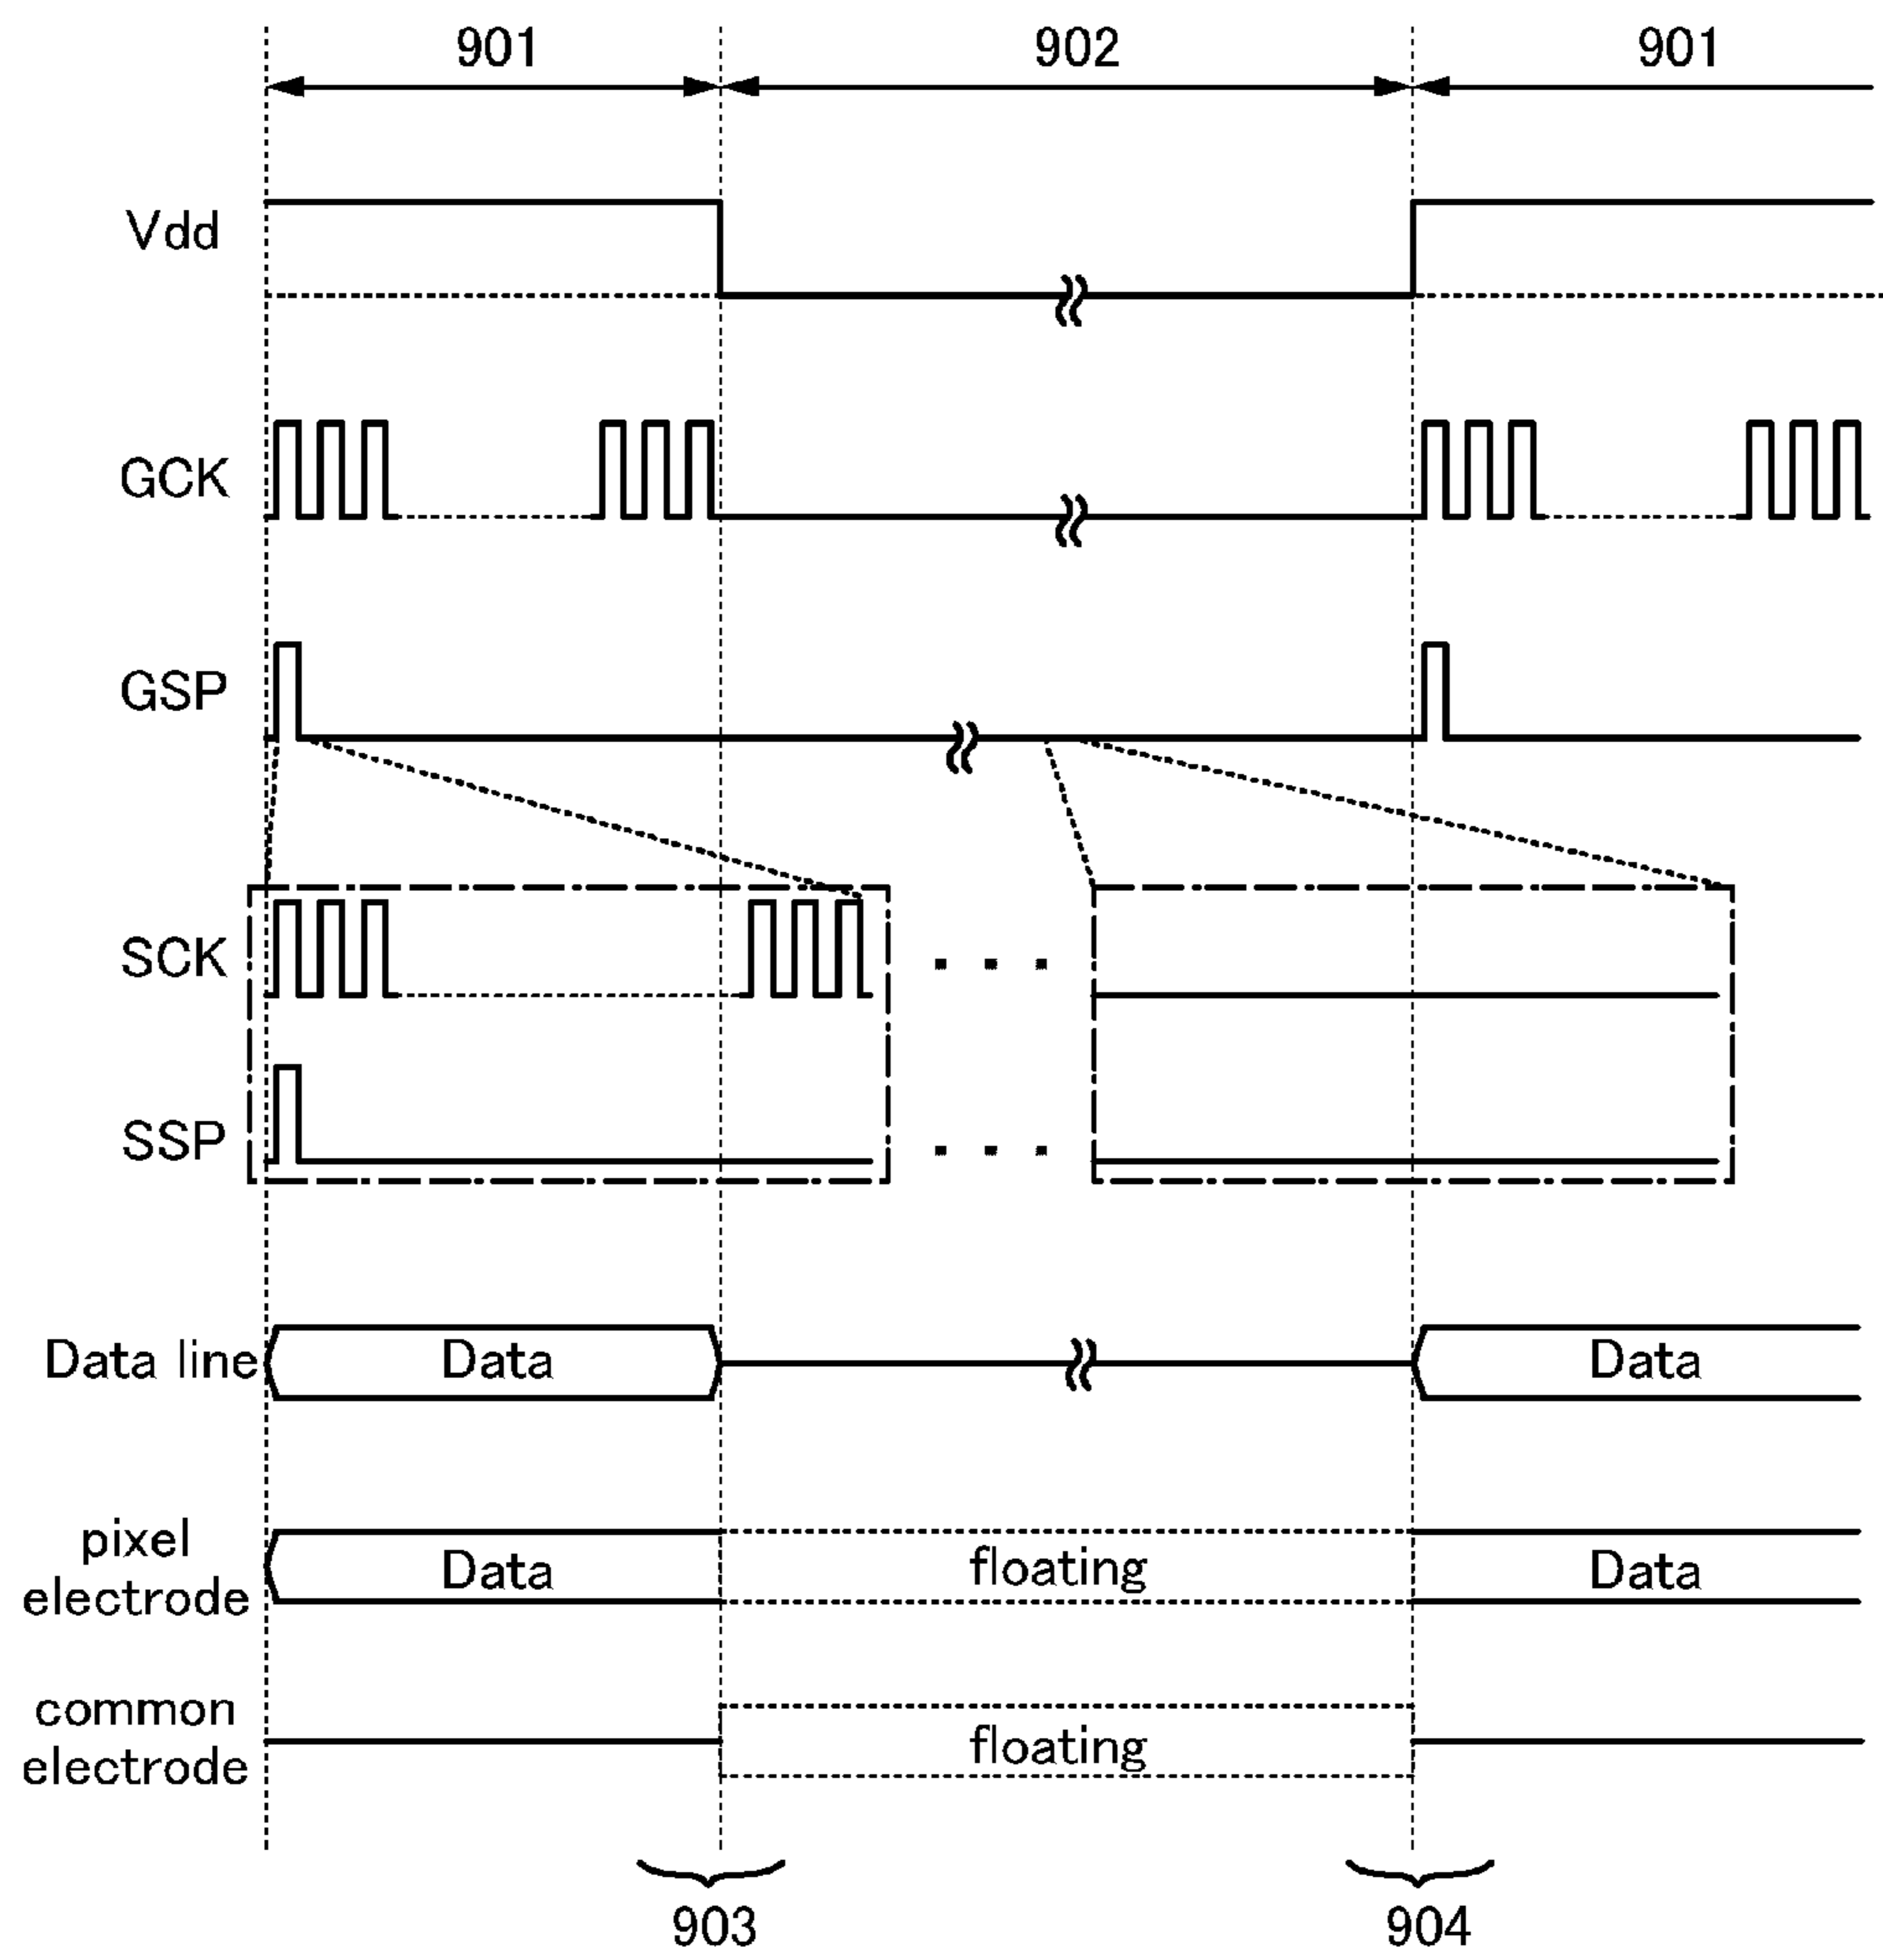 901
902
901
Vdd
GCK
GSP
SCK
SSP
Data line
Data
Data
pixel
electrode
Data
floating
Data
common
electrode
floating
903
904